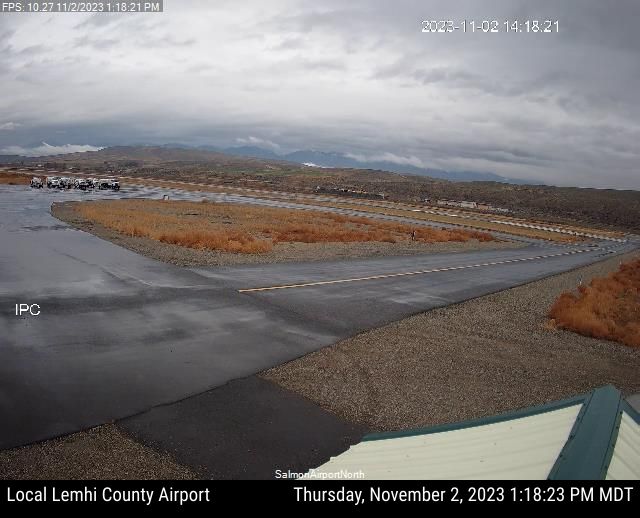 FPS: 10.27 11/2/2023 1:18:21 PM
2023-11-02 14:18:21
IPC
SalmonAirportNorth
Local Lemhi County Airport Thursday, November 2, 2023 1:18:23 PM MDT